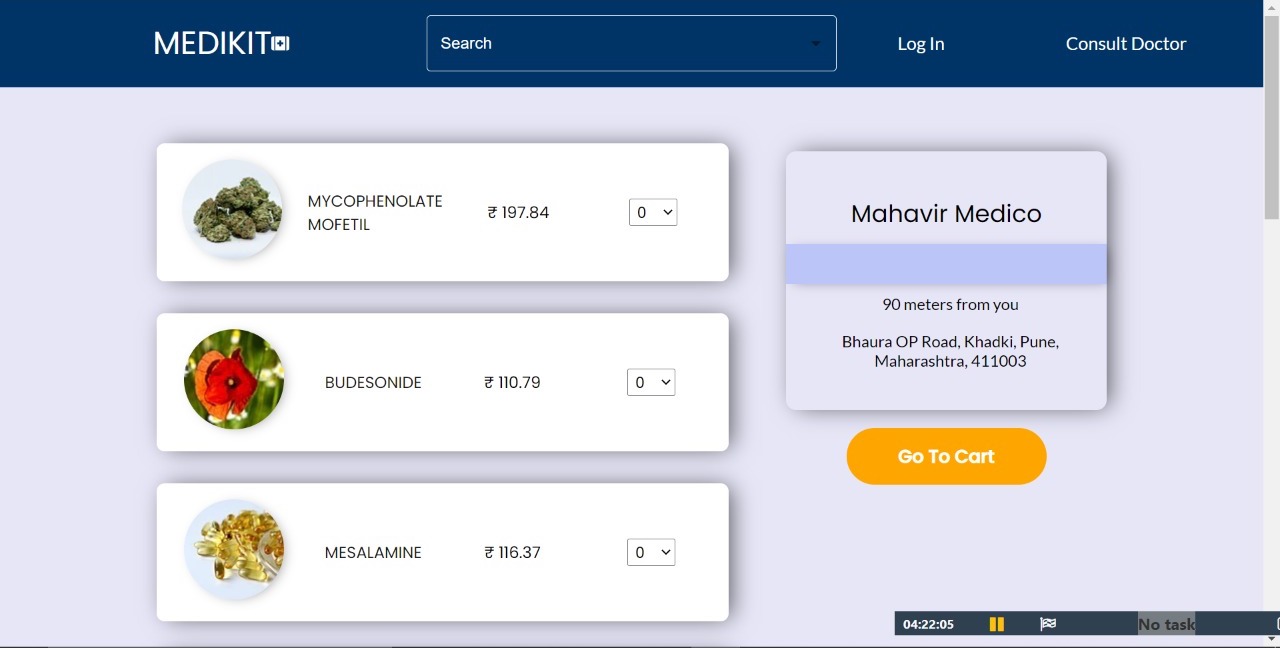 MEDIKIT
Search
Log In
Consult Doctor
MYCOPHENOLATE
MOFETIL
₹ 197.84
0
BUDESONIDE
₹ 110.79
0
MESALAMINE
₹ 116.37
0
Mahavir Medico
90 meters from you
Bhaura OP Road, Khadki, Pune,
Maharashtra, 411003
Go To Cart
04:22:05
No task